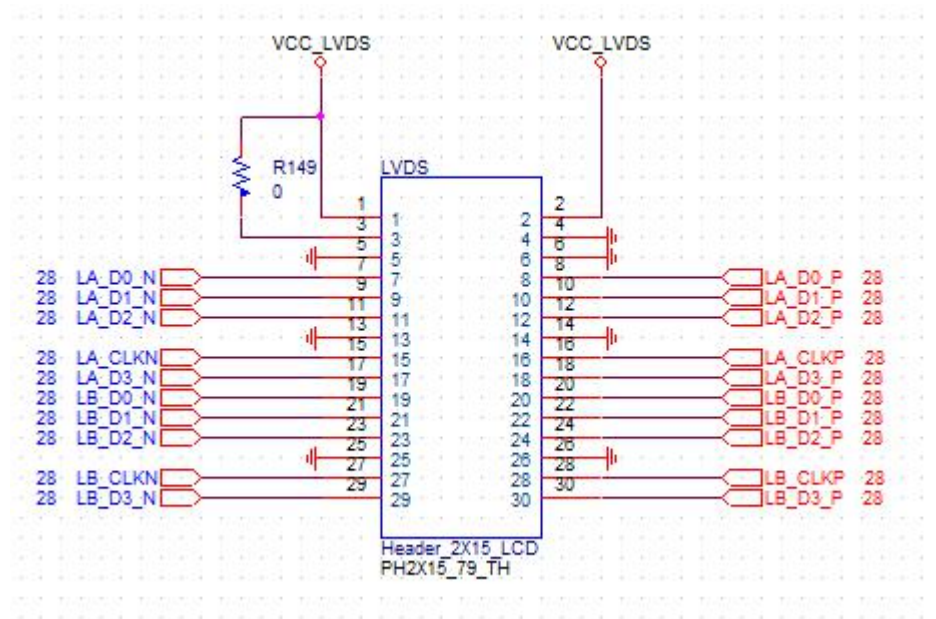 VCC_LVDS VCC_LVDS
R149 LVDS
0
1 2
1 2
3 4
3 4
5 6
5 6
7 8
28 LA_D0_N 7 8 LA_D0_P 28
9 10
28 LA_D1_N 9 10 LA_D1_P 28
11 12
28 LA_D2_N 11 12 LA_D2_P 28
13 14
13 14
15 16
28 LA_CLKN 15 16 LA_CLKP 28
17 18
28 LA_D3_N 17 18 LA_D3_P 28
19 20
28 LB_D0_N 19 20 LB_D0_P 28
21 22
28 LB_D1_N 21 22 LB_D1_P 28
23 24
28 LB_D2_N 23 24 LB_D2_P 28
25 26
25 26
27 28
28 LB_CLKN 27 28 LB_CLKP 28
29 30
28 LB_D3_N 29 30 LB_D3_P 28
Header_2X15_LCD
PH2X15_79_TH